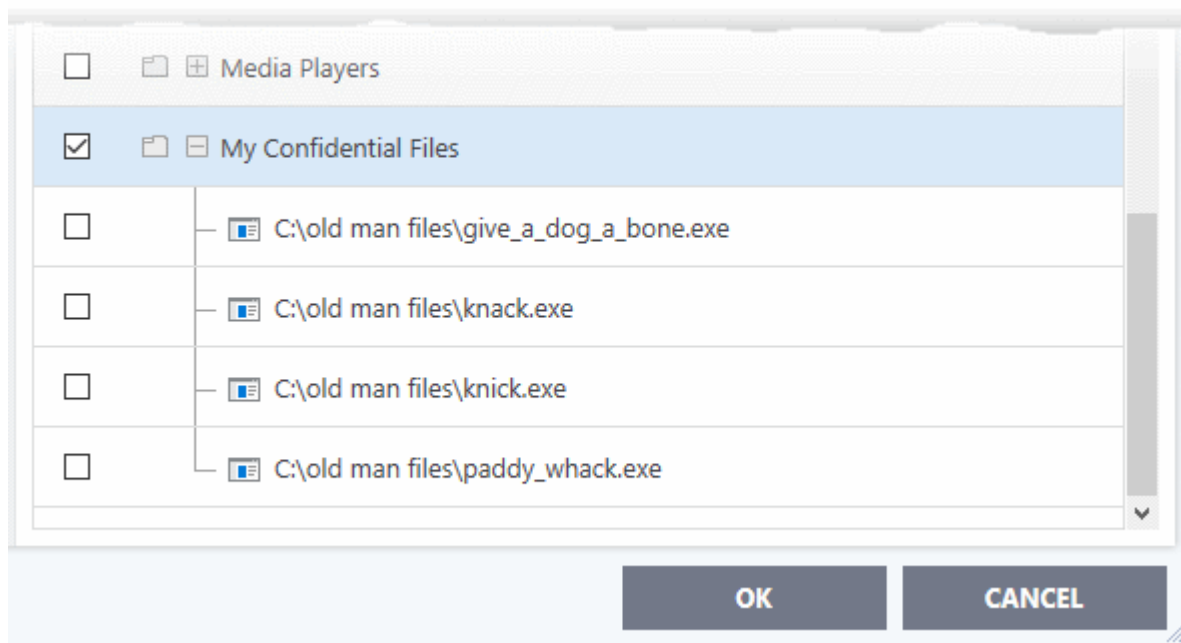 Media Players
My Confidential Files
C:\old man files\give_a_dog_a_bone.exe
C:\old man files\knack.exe
C:\old man files\knick.exe
C:\old man files\paddy_whack.exe
OK CANCEL